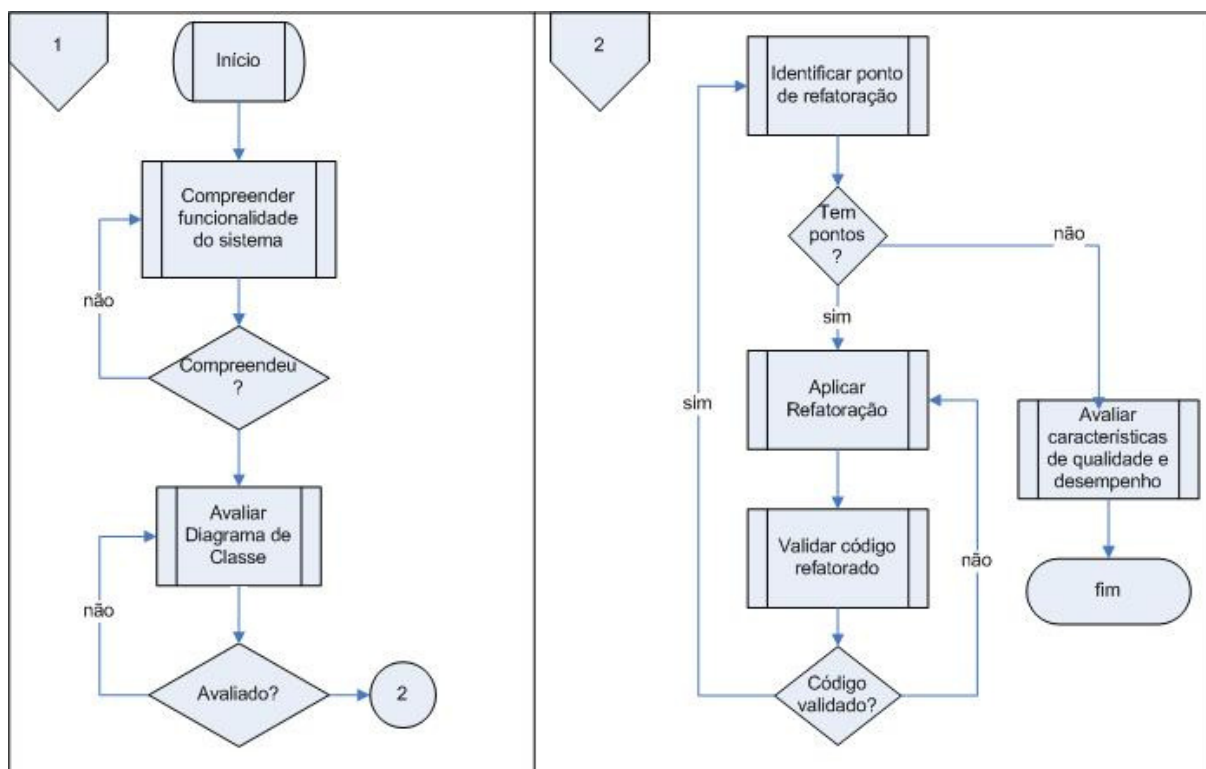 1
Início
Compreender
funcionalidade
do sistema
não
Compreendeu
?
Avaliar
Diagrama de
Classe
não
Avaliado?
2
2
Identificar ponto
de refatoração
Tem
pontos
?
não
sim
Aplicar
Refatoração
sim
Avaliar
características
de qualidade e
desempenho
Validar código
refatorado
não
fim
Código
validado?